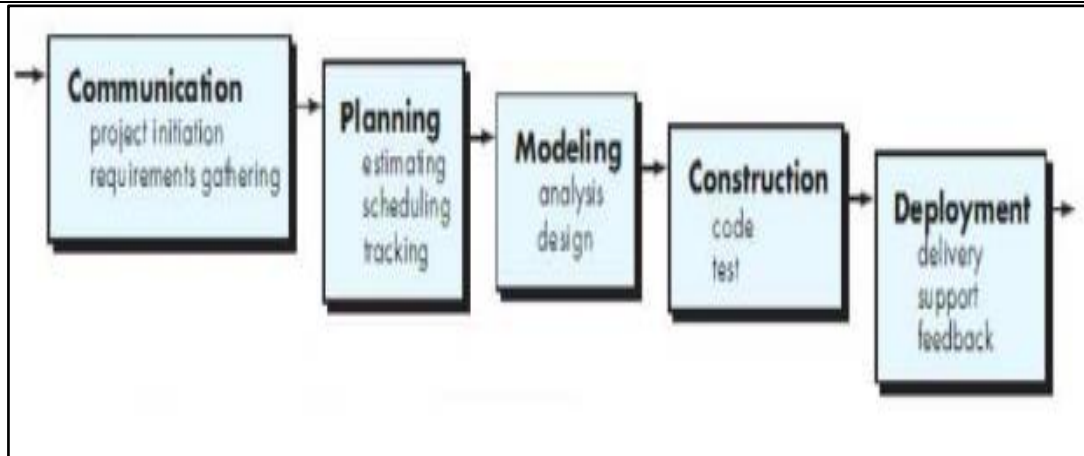 Communication
project initiation
requirements gathering
Planning
estimating
scheduling
tracking
Modeling
analysis
design
Construction
code
test
Deployment
delivery
support
feedback